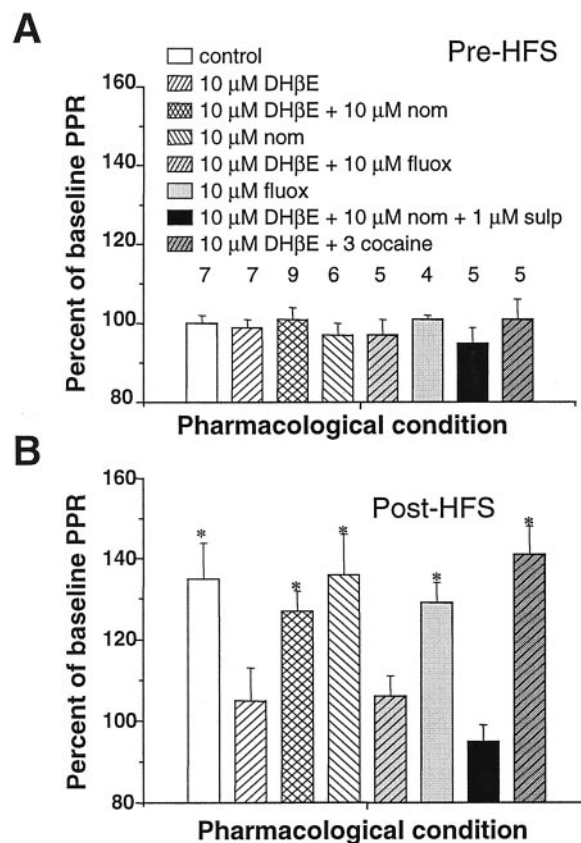 A
Pre-HFS
control
10 μM DHβE
10 μM DHβE + 10 μM nom
10 μM nom
10 μM DHβE + 10 μM fluox
10 μM fluox
10 μM DHβE + 10 μM nom + 1 μM sulp
10 μM DHβE + 3 cocaine
Percent of baseline PPR
160
140
120
100
80
7 7 9 6 5 4 5 5
Pharmacological condition
B
Post-HFS
Percent of baseline PPR
160
140
120
100
80
* * * * *
Pharmacological condition